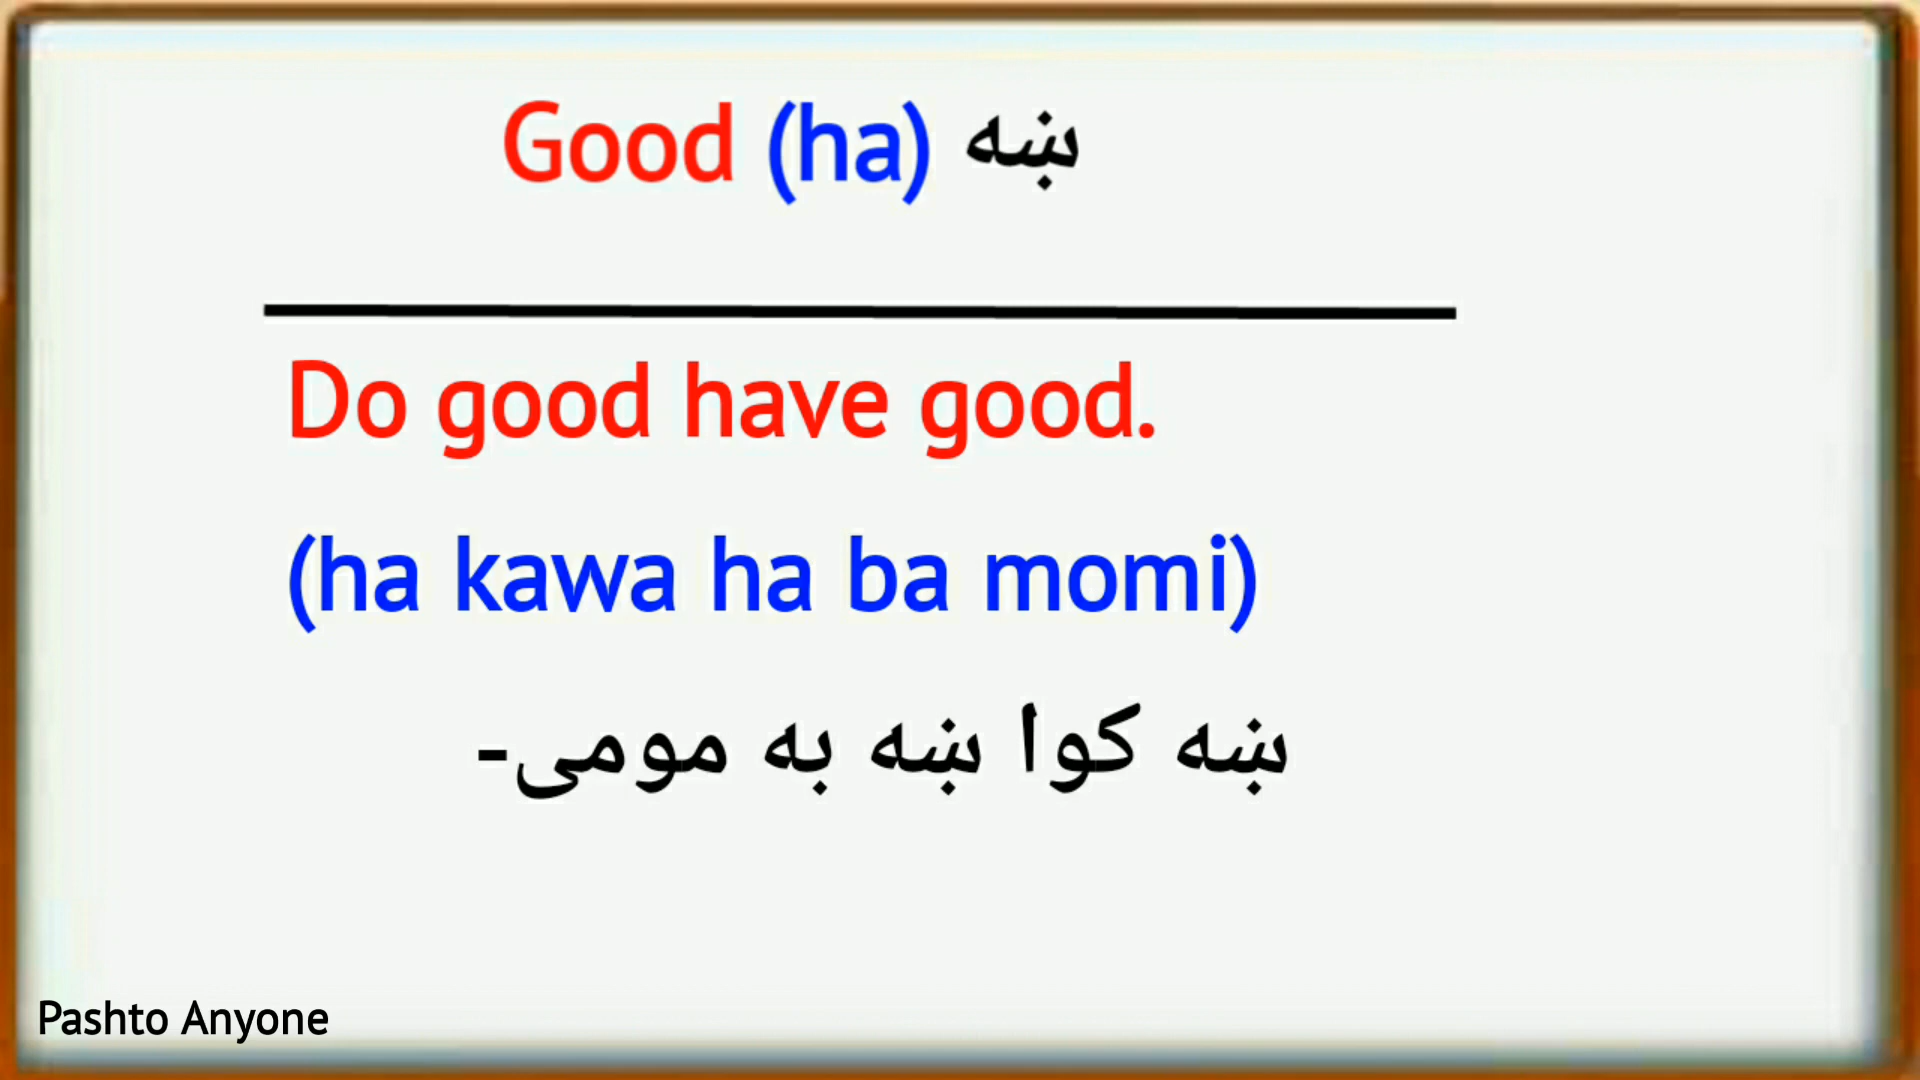 Good (ha) ښه
Do good have good.
(ha kawa ha ba momi)
ښه کوا ښه به مومی-
Pashto Anyone